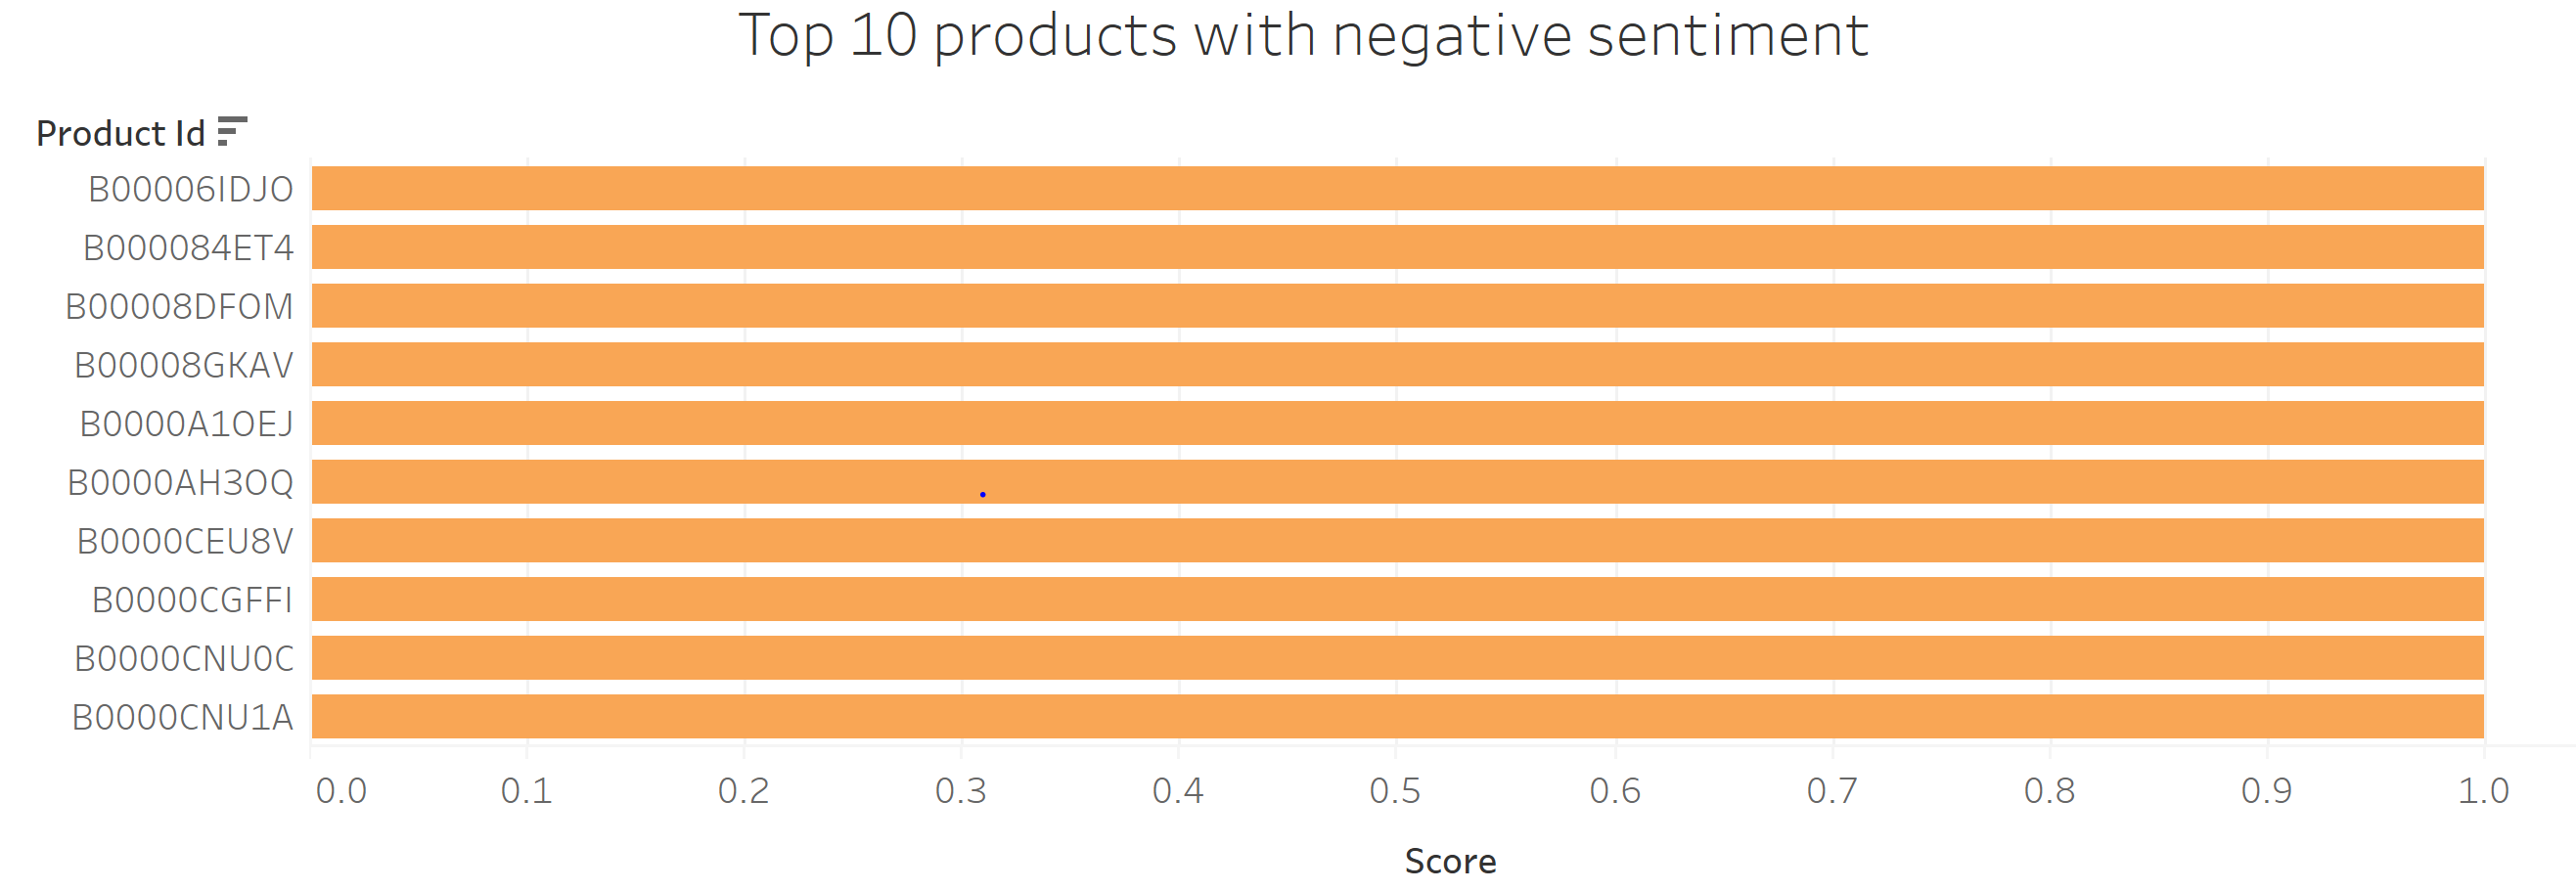 Top 10 products with negative sentiment
Product Id
B00006IDJO
B000084ET4
B00008DFOM
B00008GKAV
B0000A1OEJ
B0000AH3OQ
B0000CEU8V
B0000CGFFI
B0000CNU0C
B0000CNU1A
0.0 0.1 0.2 0.3 0.4 0.5 0.6 0.7 0.8 0.9 1.0
Score